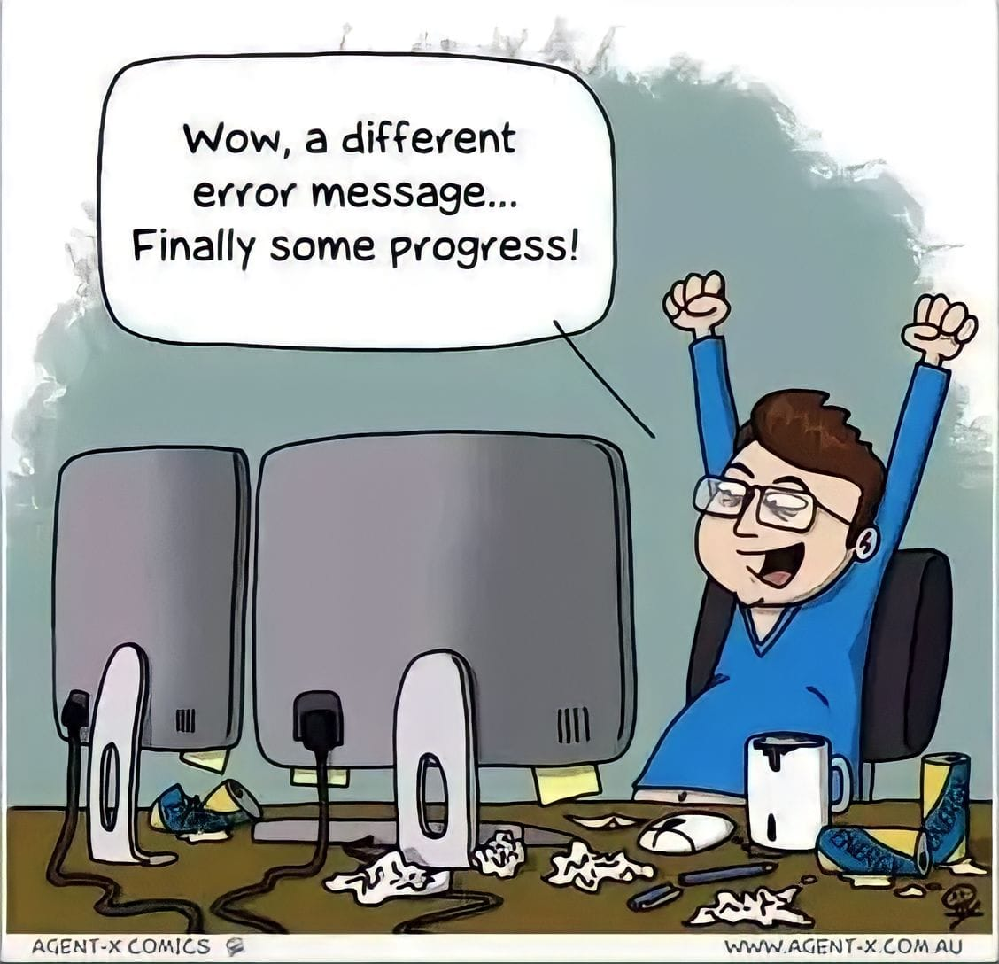 Wow, a different
error message...
Finally some progress!
AGENT-X COMICS
WWW.AGENT-X.COM.AU